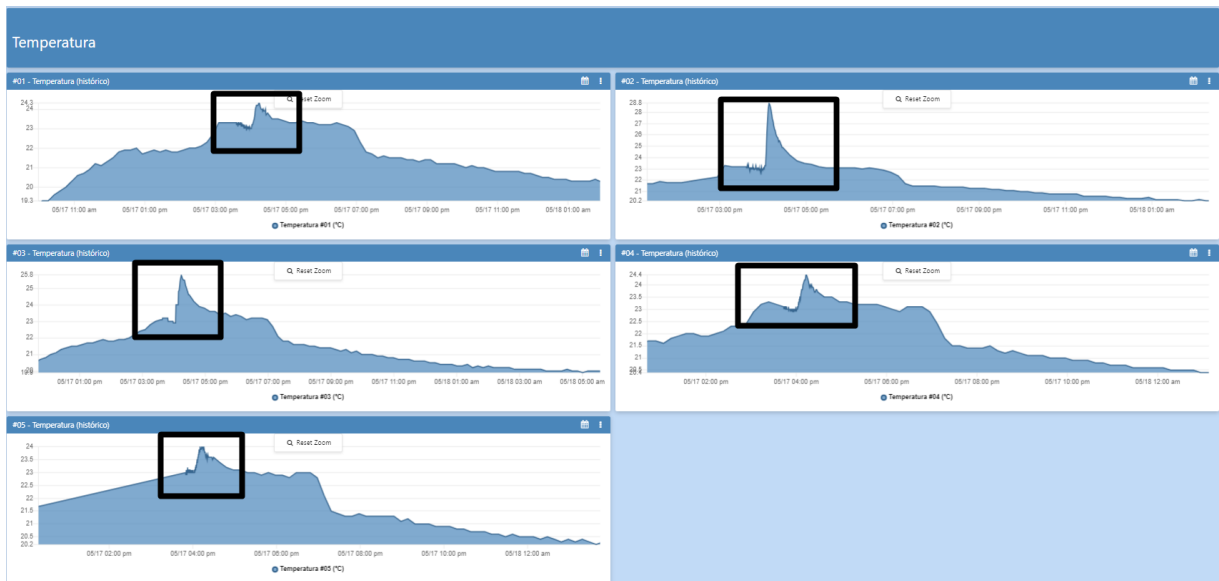 Temperatura
#01 - Temperatura (histórico)
Reset Zoom
24.3
24
23
22
21
20
19.3
05/17 11:00 am 05/17 01:00 pm 05/17 03:00 pm 05/17 05:00 pm 05/17 07:00 pm 05/17 09:00 pm 05/17 11:00 pm 05/18 01:00 am
Temperatura #01 (°C)
#02 - Temperatura (histórico)
Reset Zoom
28.8
28
27
26
25
24
23
22
21
20.2
05/17 03:00 pm 05/17 05:00 pm 05/17 07:00 pm 05/17 09:00 pm 05/17 11:00 pm 05/18 01:00 am
Temperatura #02 (°C)
#03 - Temperatura (histórico)
Reset Zoom
25.8
25
24
23
22
21
20
05/17 01:00 pm 05/17 03:00 pm 05/17 05:00 pm 05/17 07:00 pm 05/17 09:00 pm 05/17 11:00 pm 05/18 01:00 am 05/18 03:00 am 05/18 05:00 am
Temperatura #03 (°C)
#04 - Temperatura (histórico)
Reset Zoom
24.4
24
23.5
23
22.5
22
21.5
21
20.5
20.4
05/17 02:00 pm 05/17 04:00 pm 05/17 06:00 pm 05/17 08:00 pm 05/17 10:00 pm 05/18 12:00 am
Temperatura #04 (°C)
#05 - Temperatura (histórico)
Reset Zoom
24
23.5
23
22.5
22
21.5
21
20.5
20.2
05/17 02:00 pm 05/17 04:00 pm 05/17 06:00 pm 05/17 08:00 pm 05/17 10:00 pm 05/18 12:00 am
Temperatura #05 (°C)